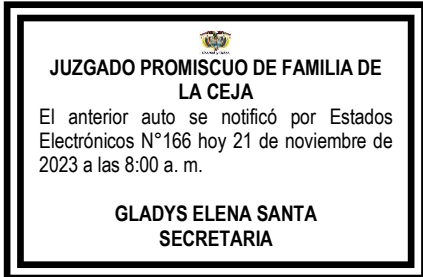 JUZGADO PROMISCUO DE FAMILIA DE
LA CEJA
El anterior auto se notificó por Estados
Electrónicos N°166 hoy 21 de noviembre de
2023 a las 8:00 a. m.
GLADYS ELENA SANTA
SECRETARIA